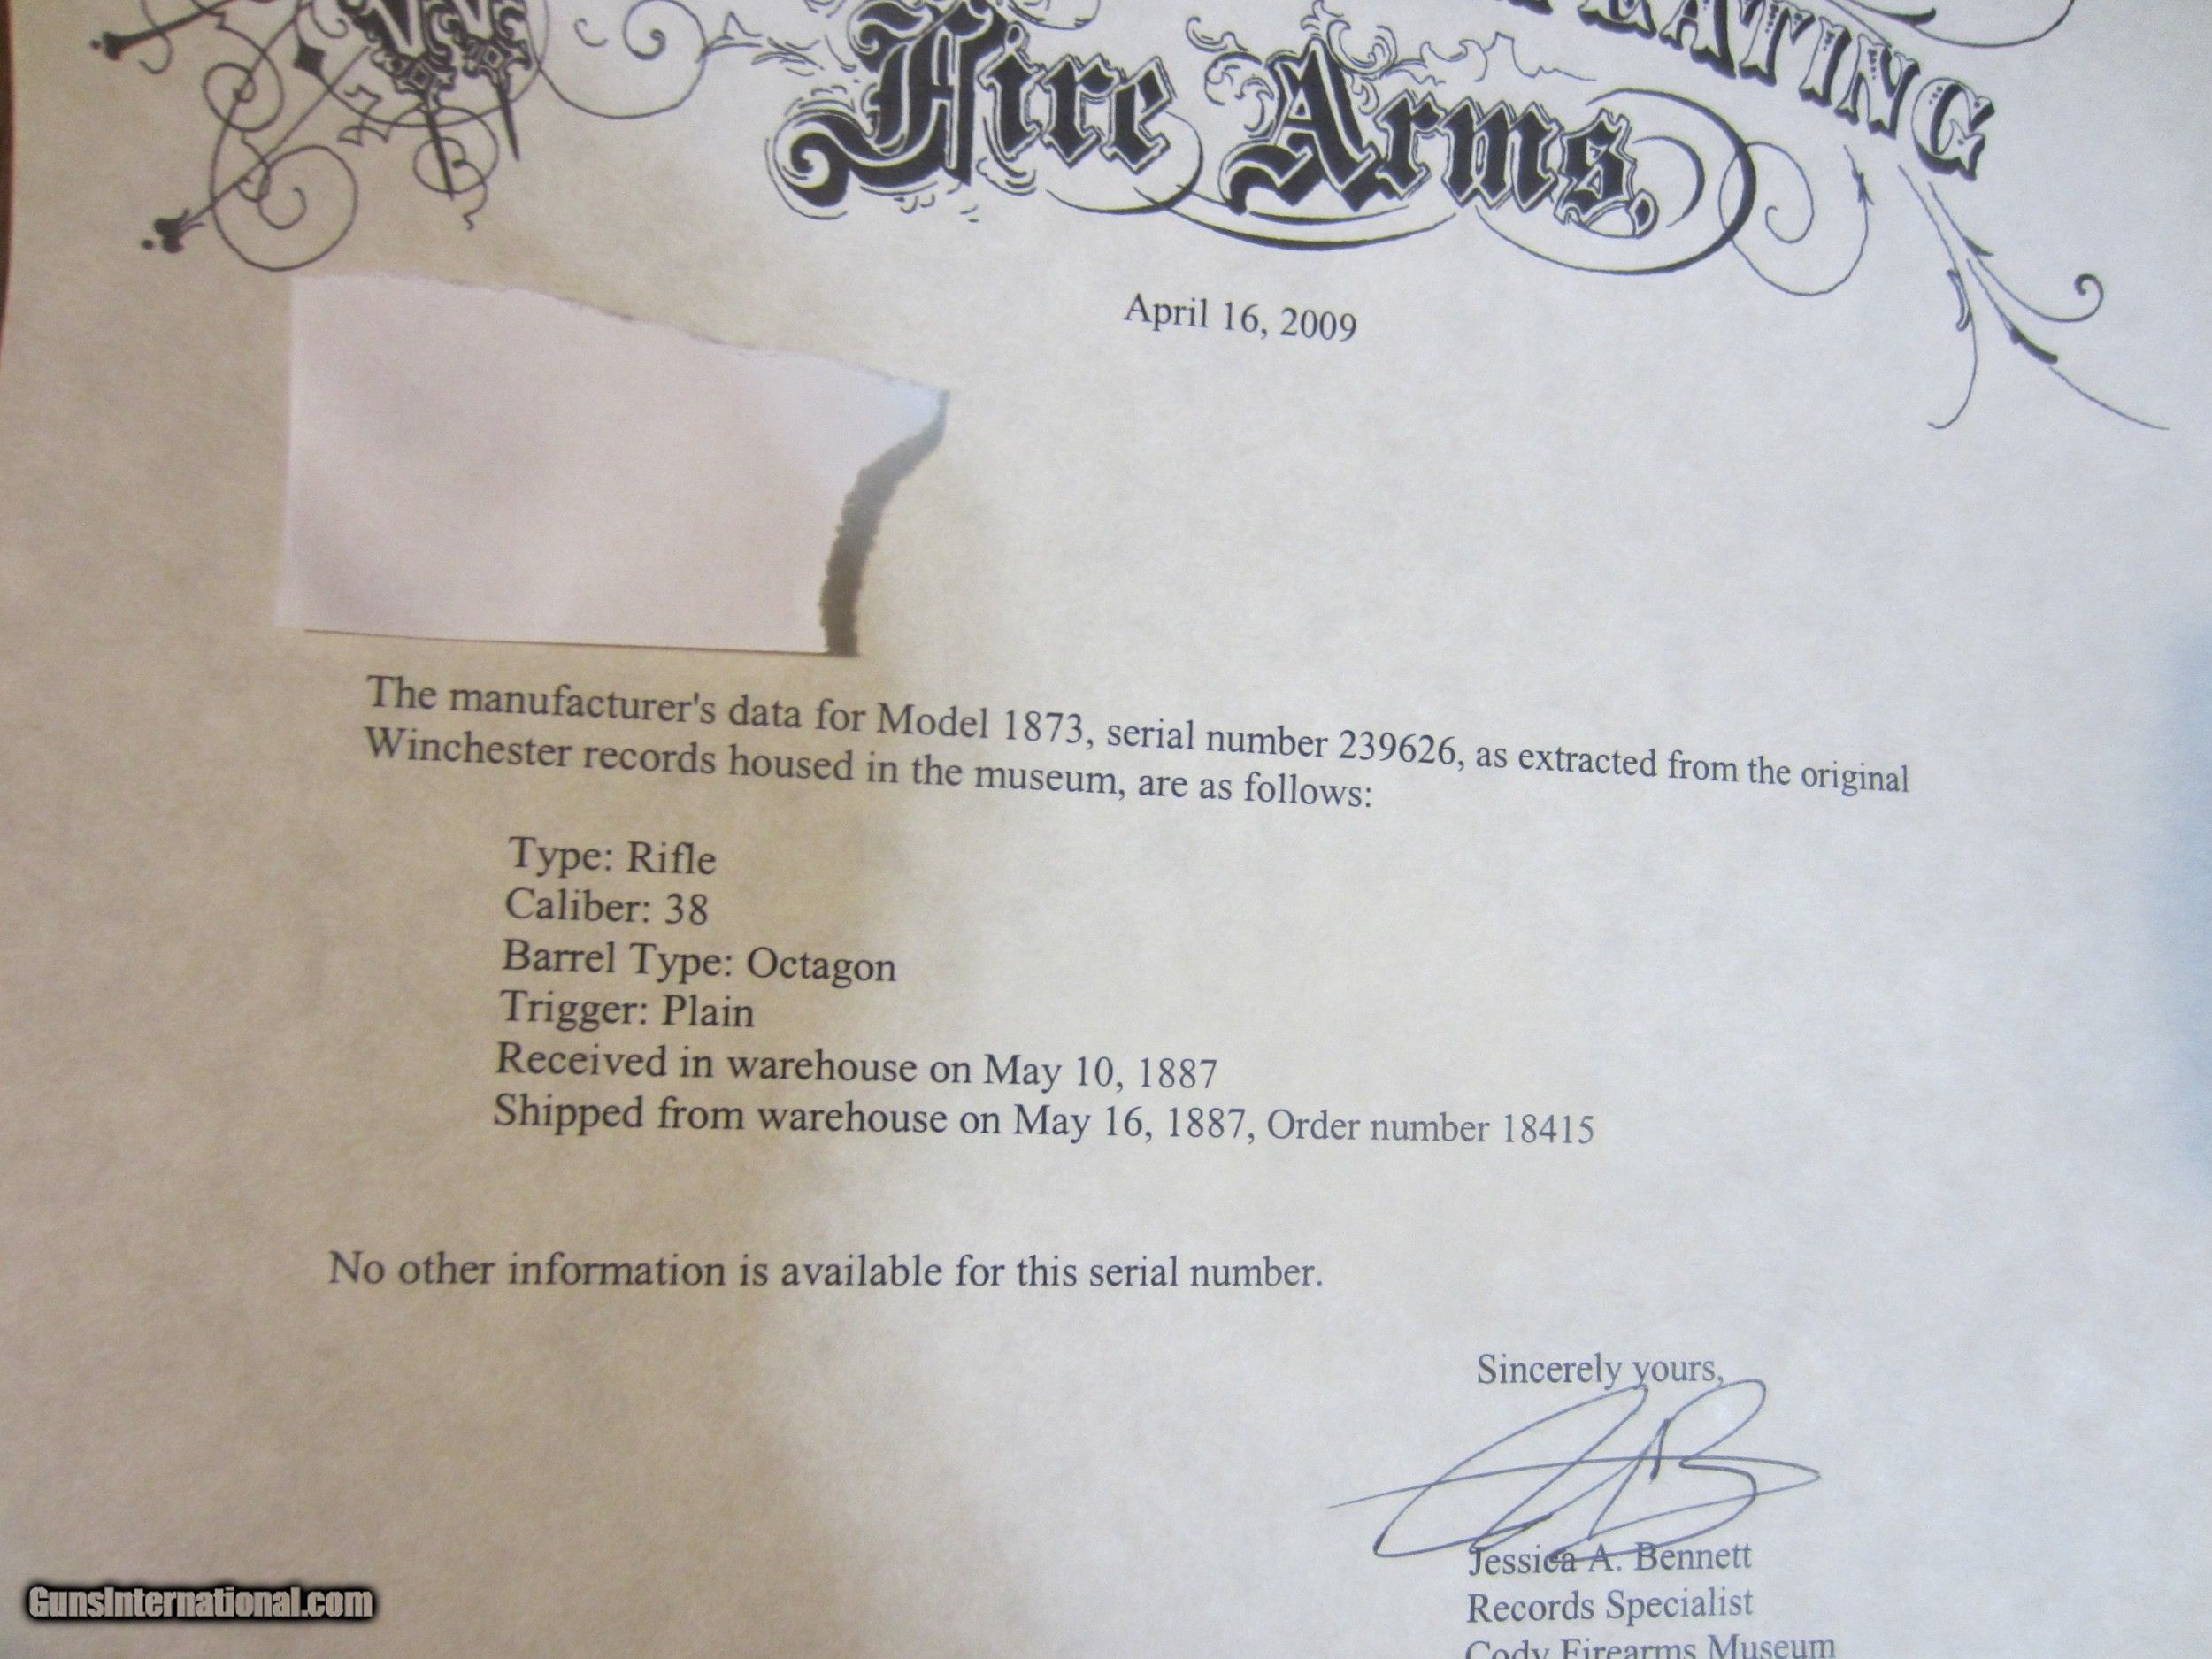 Fire Arms.
April 16, 2009
The manufacturer's data for Model 1873, serial number 239626, as extracted from the original
Winchester records housed in the museum, are as follows:
Type: Rifle
Caliber: 38
Barrel Type: Octagon
Trigger: Plain
Received in warehouse on May 10, 1887
Shipped from warehouse on May 16, 1887, Order number 18415
No other information is available for this serial number.
Sincerely yours,
Jessica A. Bennett
Records Specialist
Cody Firearms Museum
GunsInternational.com